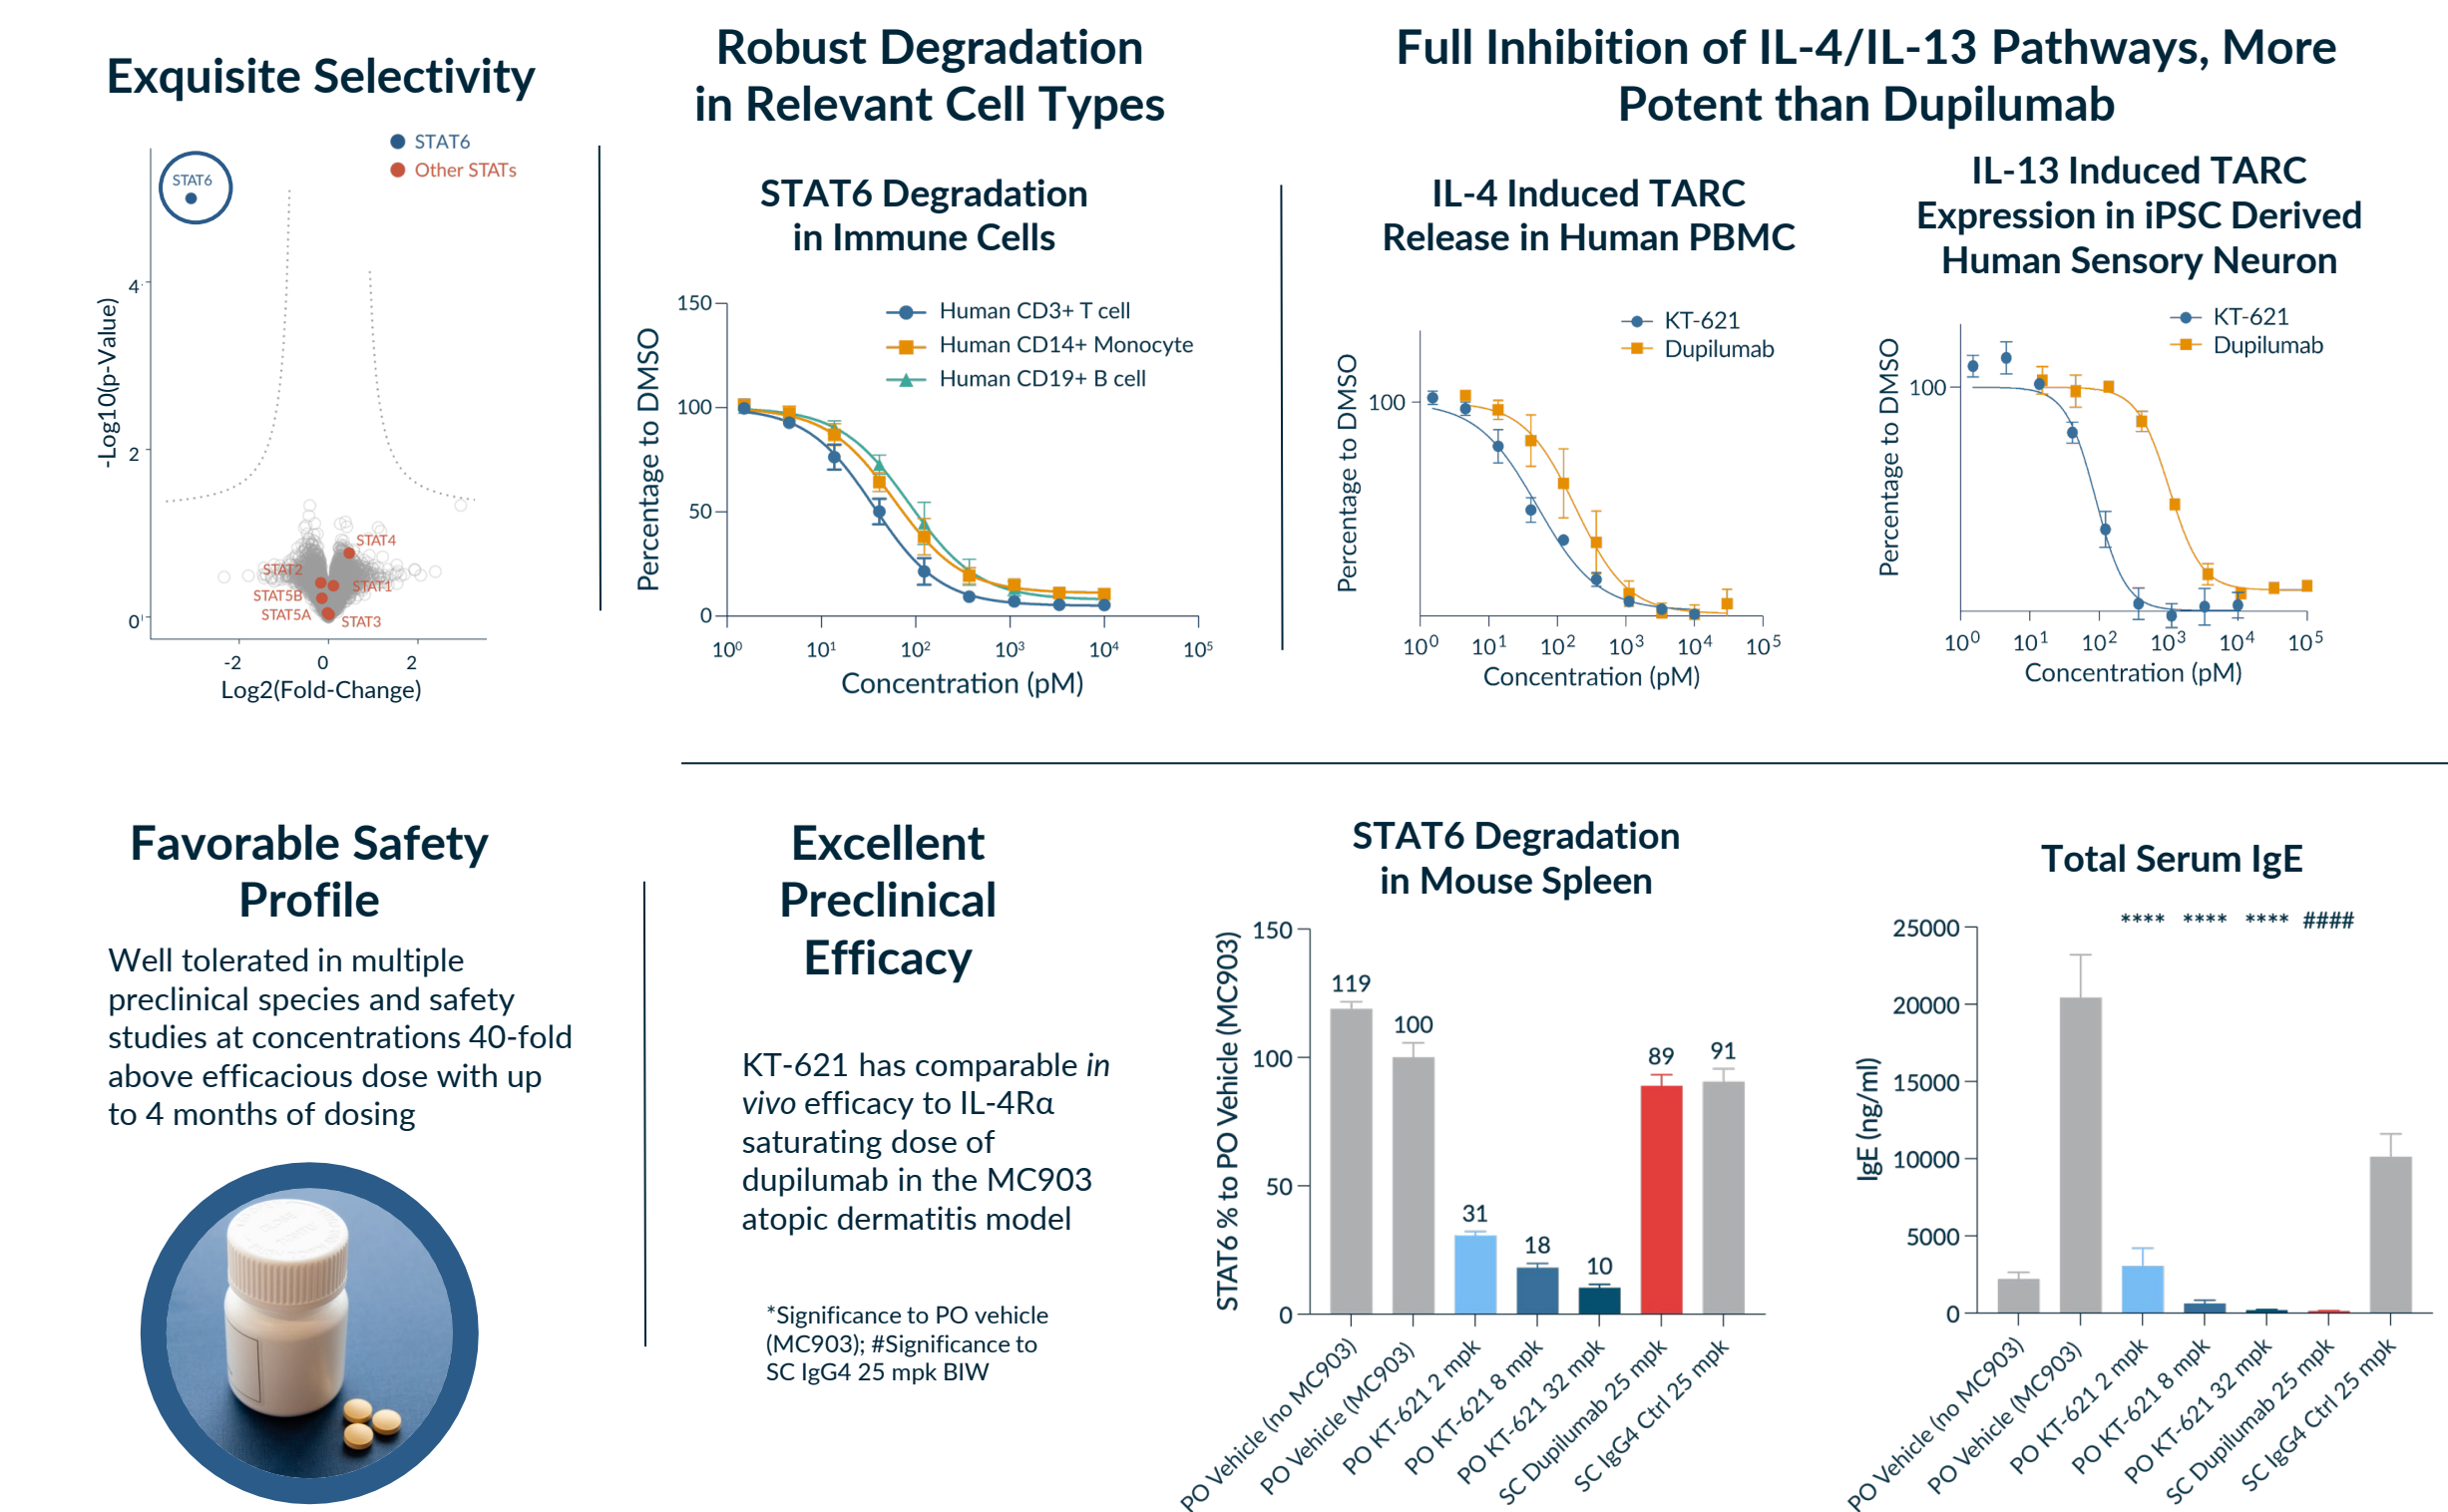 Exquisite Selectivity
STAT6
Other STATs
STAT6
-Log10(p-Value)
4
2
0
STAT4
STAT2
STAT1
STAT5B
STAT5A
STAT3
-2
0
2
Log2(Fold-Change)
Robust Degradation
in Relevant Cell Types
STAT6 Degradation
in Immune Cells
Human CD3+ T cell
Human CD14+ Monocyte
Human CD19+ B cell
Percentage to DMSO
150
100
50
0
10⁰
10¹
10²
10³
10⁴
10⁵
Concentration (pM)
Full Inhibition of IL-4/IL-13 Pathways, More
Potent than Dupilumab
IL-4 Induced TARC
Release in Human PBMC
KT-621
Dupilumab
Percentage to DMSO
100
10⁰
10¹
10²
10³
10⁴
10⁵
Concentration (pM)
IL-13 Induced TARC
Expression in iPSC Derived
Human Sensory Neuron
KT-621
Dupilumab
Percentage to DMSO
100
10⁰
10¹
10²
10³
10⁴
10⁵
Concentration (pM)
Favorable Safety
Profile
Well tolerated in multiple
preclinical species and safety
studies at concentrations 40-fold
above efficacious dose with up
to 4 months of dosing
Excellent
Preclinical
Efficacy
KT-621 has comparable in
vivo efficacy to IL-4Rα
saturating dose of
dupilumab in the MC903
atopic dermatitis model
*Significance to PO vehicle
(MC903); #Significance to
SC IgG4 25 mpk BIW
STAT6 Degradation
in Mouse Spleen
STAT6 % to PO Vehicle (MC903)
150
100
50
0
119
100
31
18
10
89
91
PO Vehicle (no MC903)
PO Vehicle (MC903)
PO KT-621 2 mpk
PO KT-621 8 mpk
PO KT-621 32 mpk
SC Dupilumab 25 mpk
SC IgG4 Ctrl 25 mpk
Total Serum IgE
**** **** **** ####
IgE (ng/ml)
25000
20000
15000
10000
5000
0
PO Vehicle (no MC903)
PO Vehicle (MC903)
PO KT-621 2 mpk
PO KT-621 8 mpk
PO KT-621 32 mpk
SC Dupilumab 25 mpk
SC IgG4 Ctrl 25 mpk